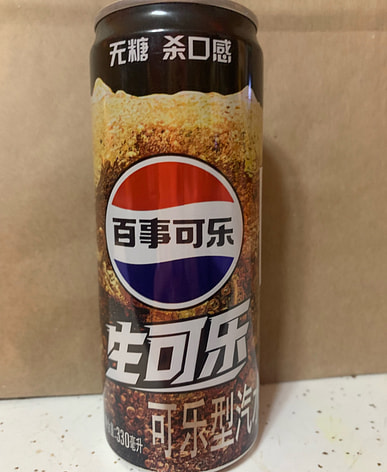 无糖 杀口感
百事可乐
生可乐
可乐型汽
:330毫升